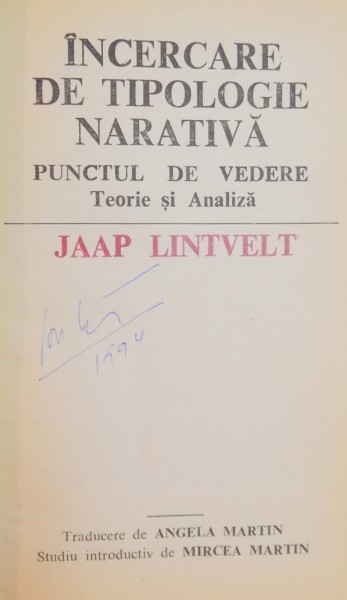 ÎNCERCARE
DE TIPOLOGIE
NARATIVĂ
PUNCTUL DE VEDERE
Teorie și Analiză
JAAP LINTVELT
1994
Traducere de ANGELA MARTIN
Studiu introductiv de MIRCEA MARTIN